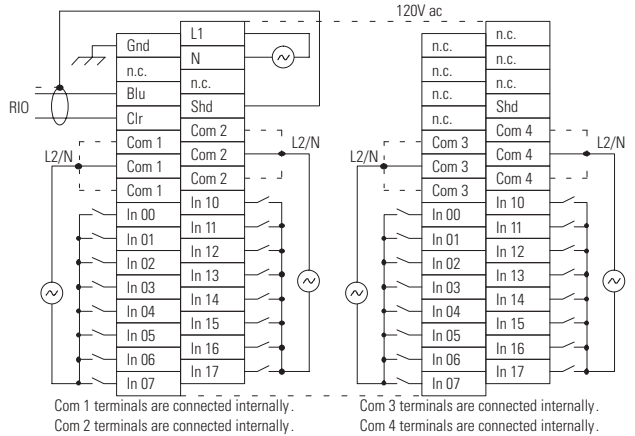 120V ac
L1
Gnd
N
n.c.
n.c.
Blu
Shd
RIO
Clr
Com 2
Com 1
L2/N
Com 2
L2/N
Com 1
Com 2
Com 1
In 10
In 00
In 11
In 01
In 12
In 02
In 13
In 03
In 14
In 04
In 15
In 05
In 16
In 06
In 17
In 07
Com 1 terminals are connected internally.
Com 2 terminals are connected internally.
n.c.
n.c.
n.c.
n.c.
n.c.
n.c.
Shd
n.c.
Com 4
Com 3
L2/N
Com 4
L2/N
Com 3
Com 4
Com 3
In 10
In 00
In 11
In 01
In 12
In 02
In 13
In 03
In 14
In 04
In 15
In 05
In 16
In 06
In 17
In 07
Com 3 terminals are connected internally.
Com 4 terminals are connected internally.